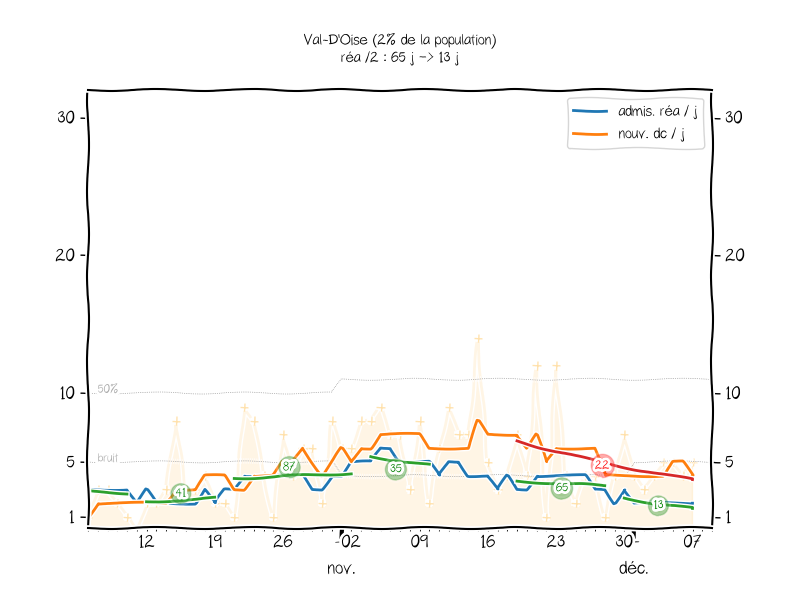 Val-D'Oise (2% de la population)
réa /2 : 65 j -> 13 j
admis. réa / j
nouv. dc / j
30
30
20
20
50%
10
10
bruit
5
5
87
35
22
41
65
13
1
1
12 19 26 02 09 16 23 30 07
nov. déc.